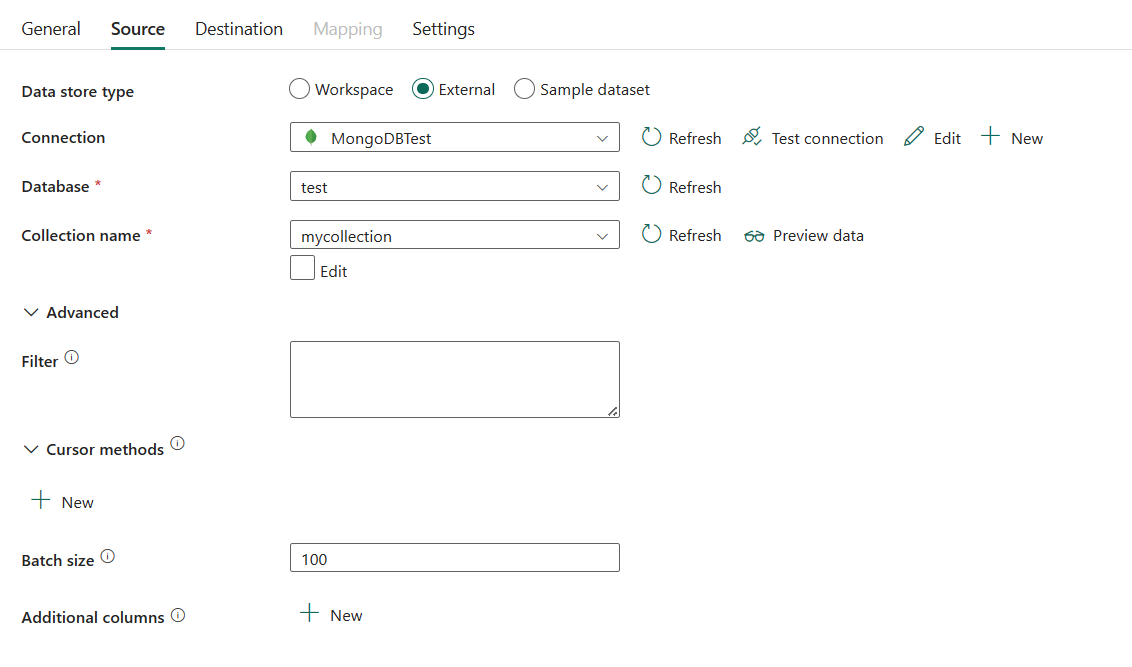 General Source Destination Mapping Settings
Data store type Workspace External Sample dataset
Connection MongoDBTest Refresh Test connection Edit New
Database * test Refresh
Collection name * mycollection Refresh Preview data
Edit
Advanced
Filter
Cursor methods
New
Batch size 100
Additional columns New